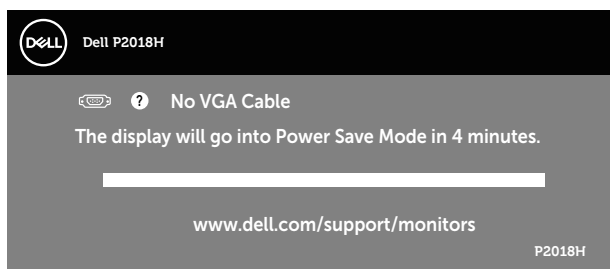 DELL
Dell P2018H
? No VGA Cable
The display will go into Power Save Mode in 4 minutes.
www.dell.com/support/monitors
P2018H